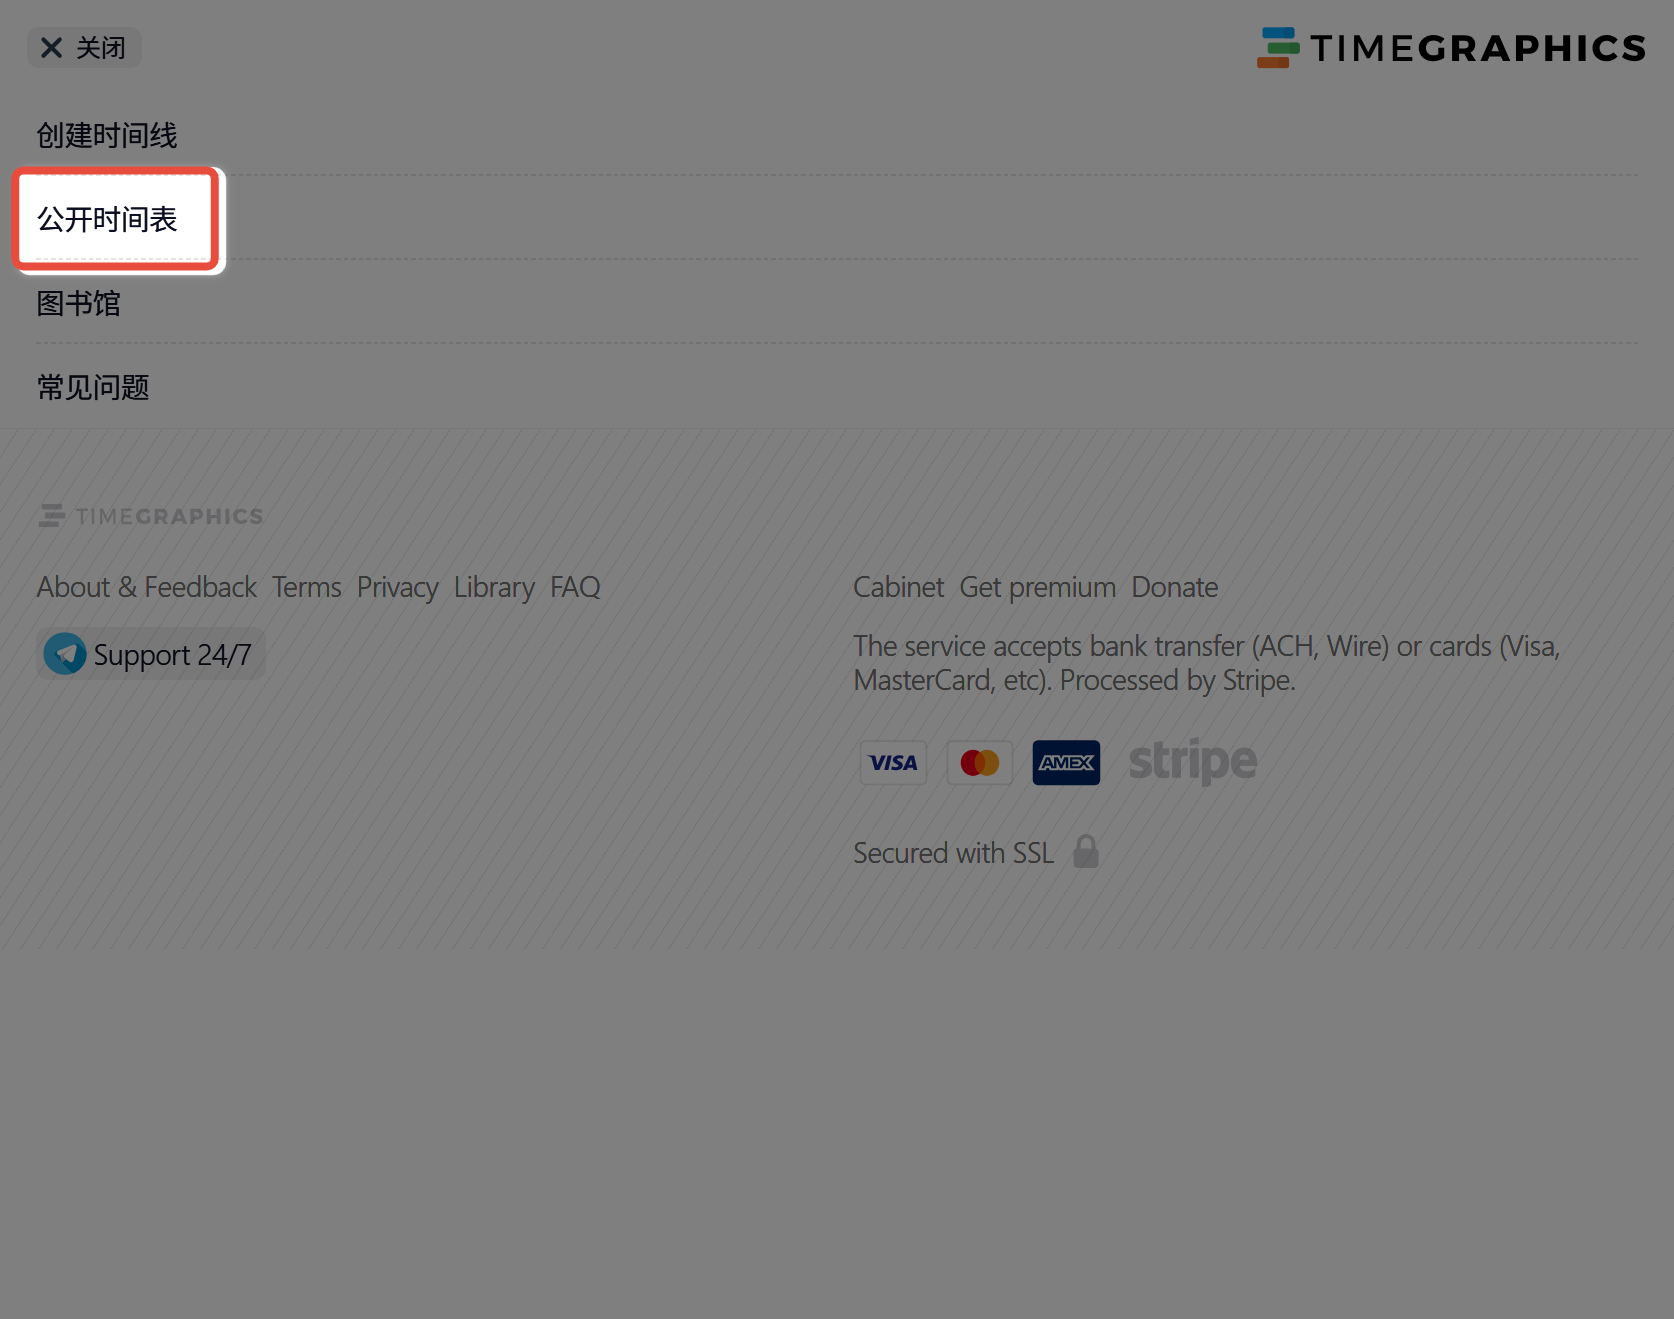 关闭
TIMEGRAPHICS
创建时间线
公开时间表
图书馆
常见问题
TIMEGRAPHICS
About & Feedback Terms Privacy Library FAQ
Support 24/7
Cabinet Get premium Donate
The service accepts bank transfer (ACH, Wire) or cards (Visa,
MasterCard, etc). Processed by Stripe.
VISA AMEX stripe
Secured with SSL